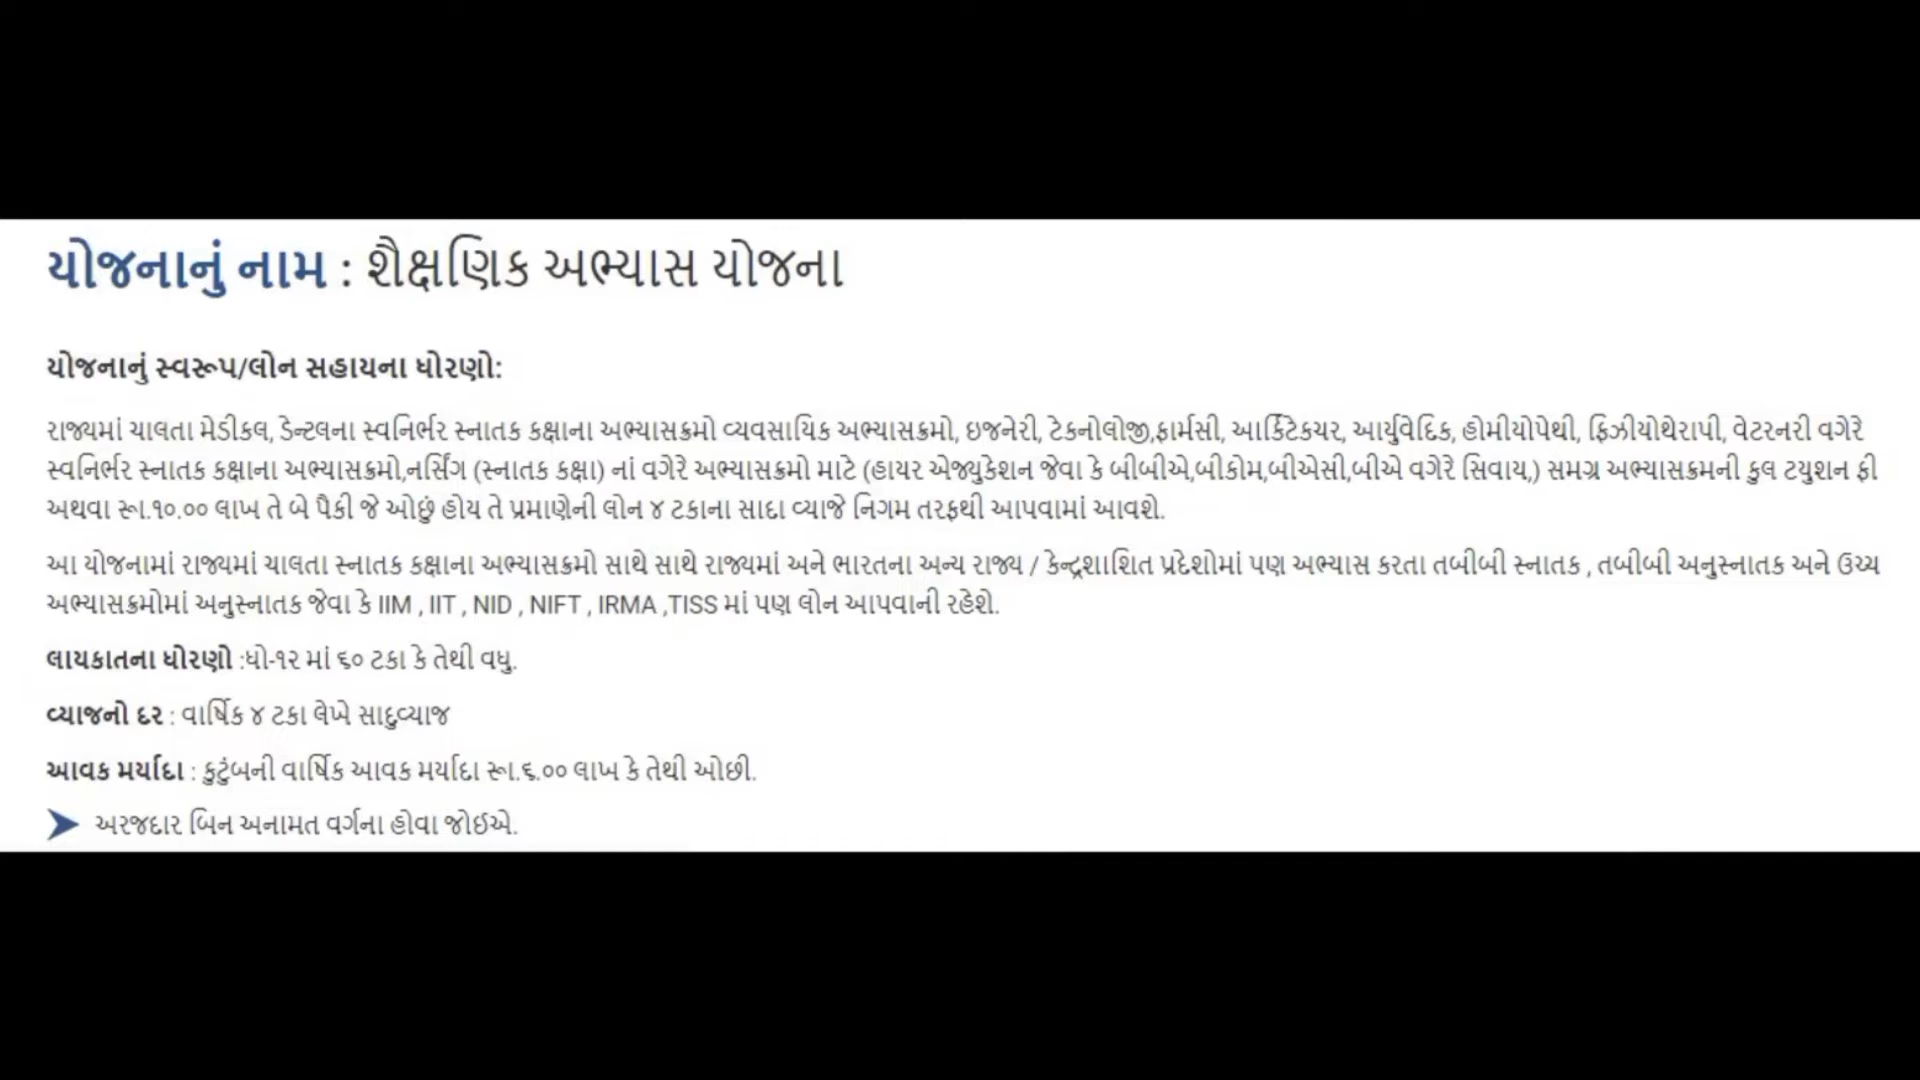 યોજનાનું નામ : શૈક્ષણિક અભ્યાસ યોજના
યોજનાનું સ્વરૂપ/લોન સહાયના ધોરણો:
રાજ્યમાં ચાલતા મેડીકલ, ડેન્ટલના સ્વનિર્ભર સ્નાતક કક્ષાના અભ્યાસક્રમો વ્યવસાયિક અભ્યાસક્રમો, ઇજનેરી, ટેકનોલોજી,ફાર્મસી, આર્કિટેકચર, આર્યુવેદિક, હોમીયોપેથી, ફિઝીયોથેરાપી, વેટરનરી વગેરે
સ્વનિર્ભર સ્નાતક કક્ષાના અભ્યાસક્રમો,નર્સિંગ (સ્નાતક કક્ષા) નાં વગેરે અભ્યાસક્રમો માટે (હાયર એજ્યુકેશન જેવા કે બીબીએ,બીકોમ,બીએસી,બીએ વગેરે સિવાય,) સમગ્ર અભ્યાસક્રમની કુલ ટયુશન ફી
અથવા રૂા.૧૦.૦૦ લાખ તે બે પૈકી જે ઓછું હોય તે પ્રમાણેની લોન ૪ ટકાના સાદા વ્યાજે નિગમ તરફથી આપવામાં આવશે.
આ યોજનામાં રાજ્યમાં ચાલતા સ્નાતક કક્ષાના અભ્યાસક્રમો સાથે સાથે રાજ્યમાં અને ભારતના અન્ય રાજ્ય / કેન્દ્રશાશિત પ્રદેશોમાં પણ અભ્યાસ કરતા તબીબી સ્નાતક , તબીબી અનુસ્નાતક અને ઉચ્ચ
અભ્યાસક્રમોમાં અનુસ્નાતક જેવા કે IIM , IIT , NID , NIFT , IRMA ,TISS માં પણ લોન આપવાની રહેશે.
લાયકાતના ધોરણો :ધો-૧૨ માં ૬૦ ટકા કે તેથી વધુ.
વ્યાજનો દર : વાર્ષિક ૪ ટકા લેખે સાદુવ્યાજ
આવક મર્યાદા : કુટુંબની વાર્ષિક આવક મર્યાદા રૂા.૬.૦૦ લાખ કે તેથી ઓછી.
➤ અરજદાર બિન અનામત વર્ગના હોવા જોઈએ.